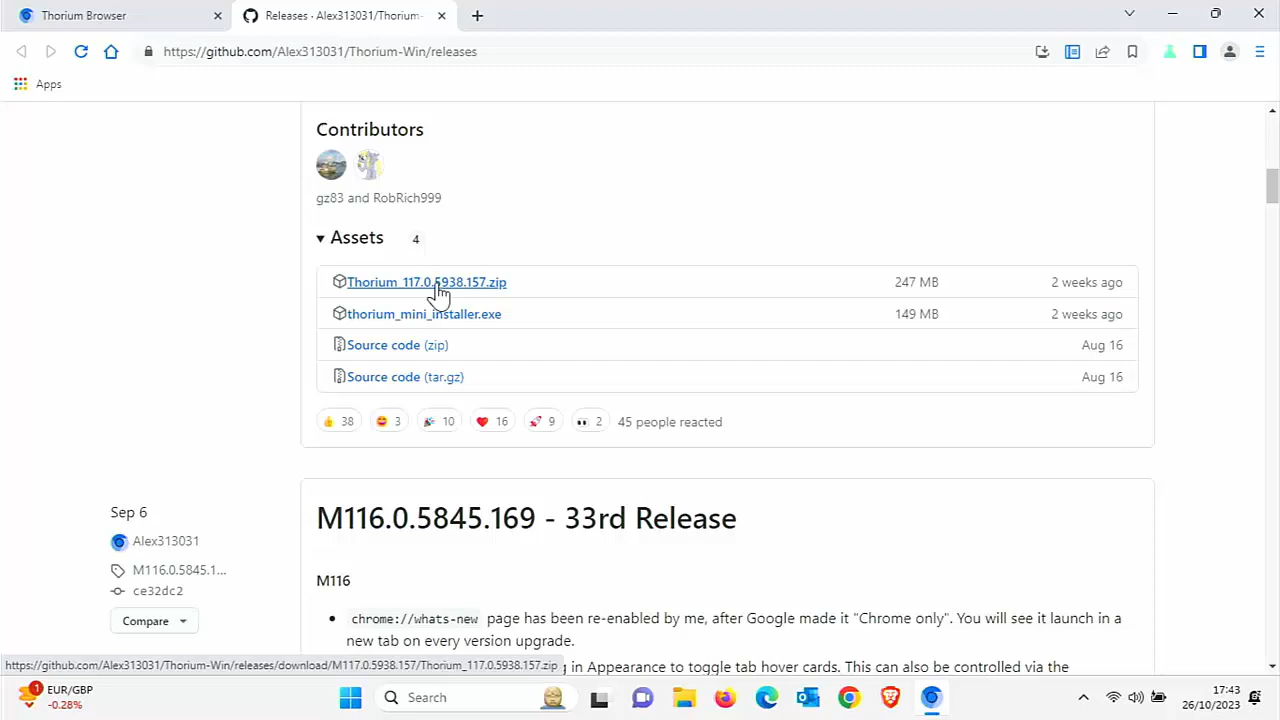 Thorium Browser
Releases · Alex313031/Thorium-
https://github.com/Alex313031/Thorium-Win/releases
Apps
Contributors
gz83 and RobRich999
Assets 4
Thorium_117.0.5938.157.zip 247 MB 2 weeks ago
thorium_mini_installer.exe 149 MB 2 weeks ago
Source code (zip) Aug 16
Source code (tar.gz) Aug 16
38 3 10 16 9 2 45 people reacted
Sep 6
Alex313031
M116.0.5845.1...
ce32dc2
Compare
M116.0.5845.169 - 33rd Release
M116
chrome://whats-new page has been re-enabled by me, after Google made it "Chrome only". You will see it launch in a
new tab on every version upgrade.
in Appearance to toggle tab hover cards. This can also be controlled via the
https://github.com/Alex313031/Thorium-Win/releases/download/M117.0.5938.157/Thorium_117.0.5938.157.zip
1
EUR/GBP
-0.28%
Search
17:43
26/10/2023